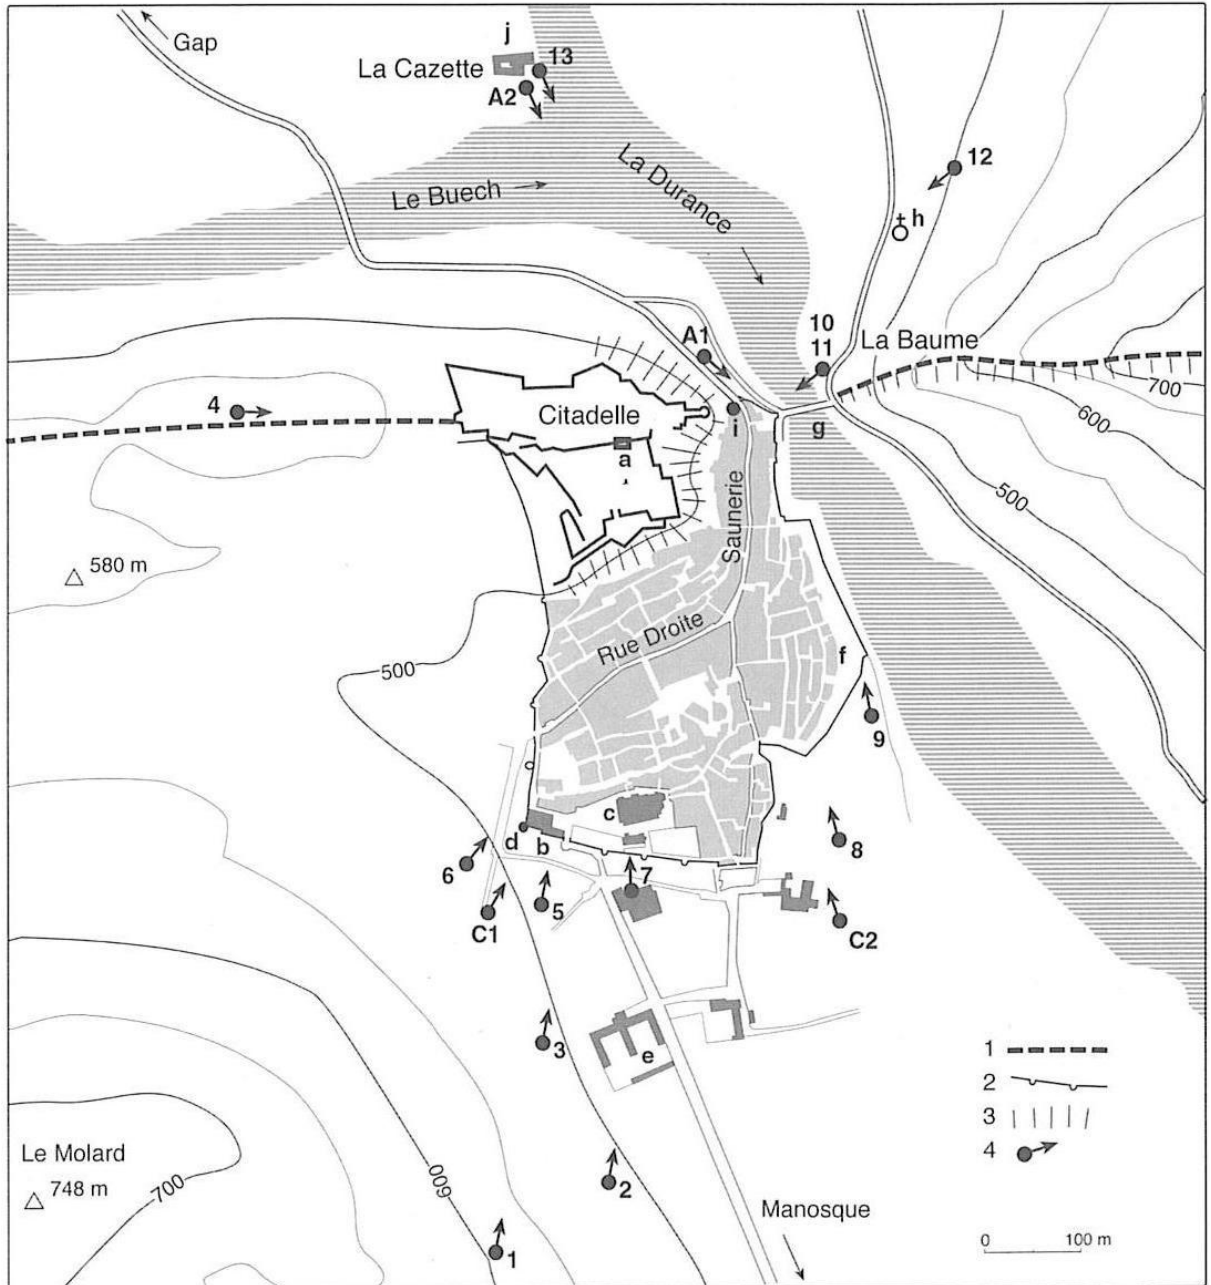 Gap
j
La Cazette
13
A2
12
La Durance
Le Buech
h
10
11
A1
La Baume
700
4
Citadelle
g
600
i
a
Saunerie
500
580 m
Rue Droite
f
500
9
c
d
b
8
6
7
5
C1
C2
3
e
1
2
3
4
Le Molard
748 m
700
600
2
Manosque
1
0
100 m